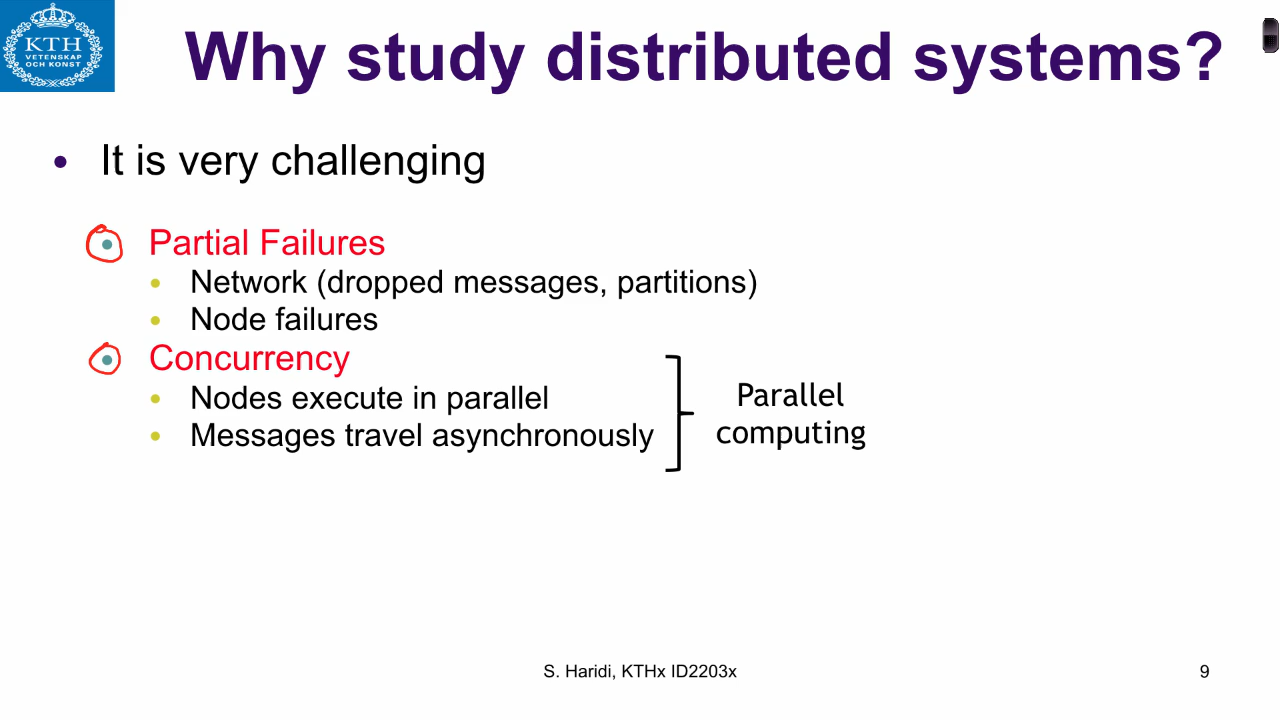 KTH
VETENSKAP
OCH KONST
Why study distributed systems?
It is very challenging
Partial Failures
Network (dropped messages, partitions)
Node failures
Concurrency
Nodes execute in parallel
Messages travel asynchronously
Parallel
computing
S. Haridi, KTHx ID2203x
9